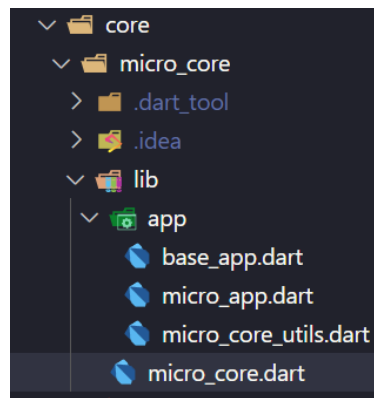 core
micro_core
.dart_tool
.idea
lib
app
base_app.dart
micro_app.dart
micro_core_utils.dart
micro_core.dart